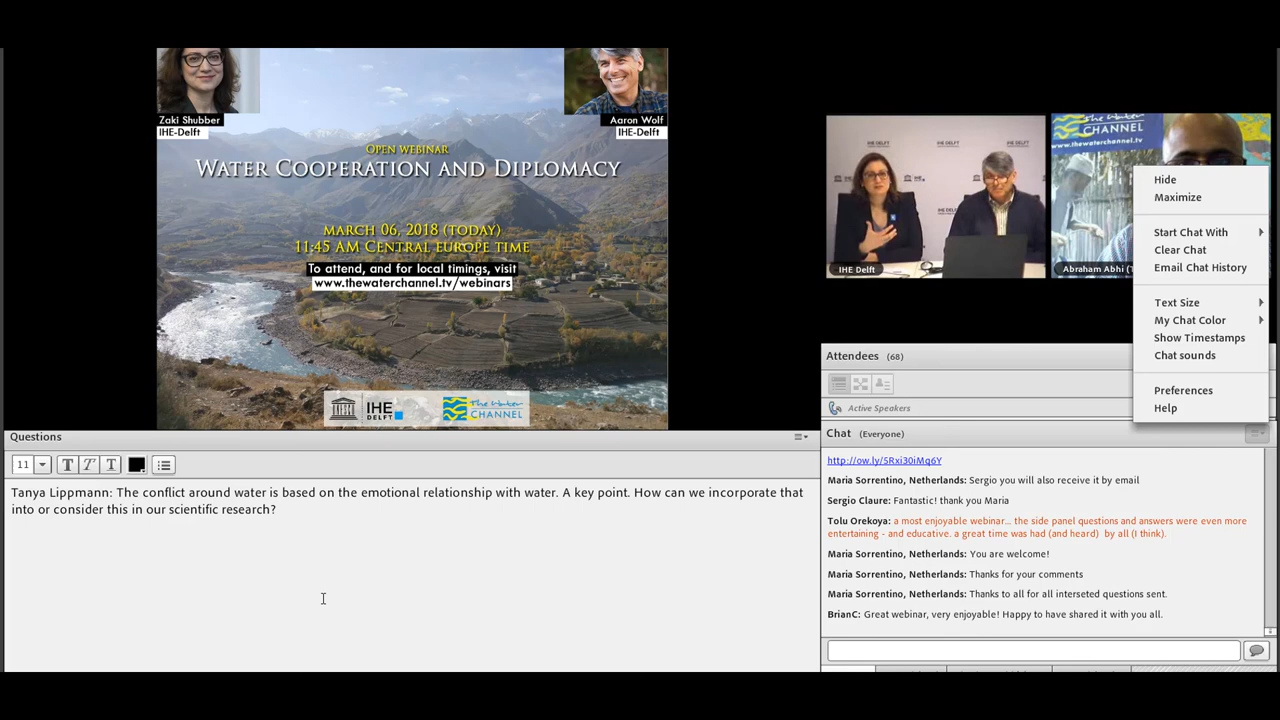 Zaki Shubber
IHE-Delft
Aaron Wolf
IHE-Delft
OPEN WEBINAR
WATER COOPERATION AND DIPLOMACY
MARCH 06, 2018 (TODAY)
11:45 AM CENTRAL EUROPE TIME
To attend, and for local timings, visit
www.thewaterchannel.tv/webinars
IHE
DELFT
the Water
CHANNEL
IHE DELFT
IHE DELFT
IHE DELFT
IHE Delft
the Water
CHANNEL
www.thewaterchannel.tv
Abraham Abhi (T
Hide
Maximize
Start Chat With
Clear Chat
Email Chat History
Text Size
My Chat Color
Show Timestamps
Chat sounds
Preferences
Help
Attendees (68)
Active Speakers
Questions
11 T T T
Tanya Lippmann: The conflict around water is based on the emotional relationship with water. A key point. How can we incorporate that
into or consider this in our scientific research?
Chat (Everyone)
http://ow.ly/5Rxi30iMq6Y
Maria Sorrentino, Netherlands: Sergio you will also receive it by email
Sergio Claure: Fantastic! thank you Maria
Tolu Orekoya: a most enjoyable webinar... the side panel questions and answers were even more
entertaining - and educative. a great time was had (and heard) by all (I think).
Maria Sorrentino, Netherlands: You are welcome!
Maria Sorrentino, Netherlands: Thanks for your comments
Maria Sorrentino, Netherlands: Thanks to all for all interseted questions sent.
BrianC: Great webinar, very enjoyable! Happy to have shared it with you all.